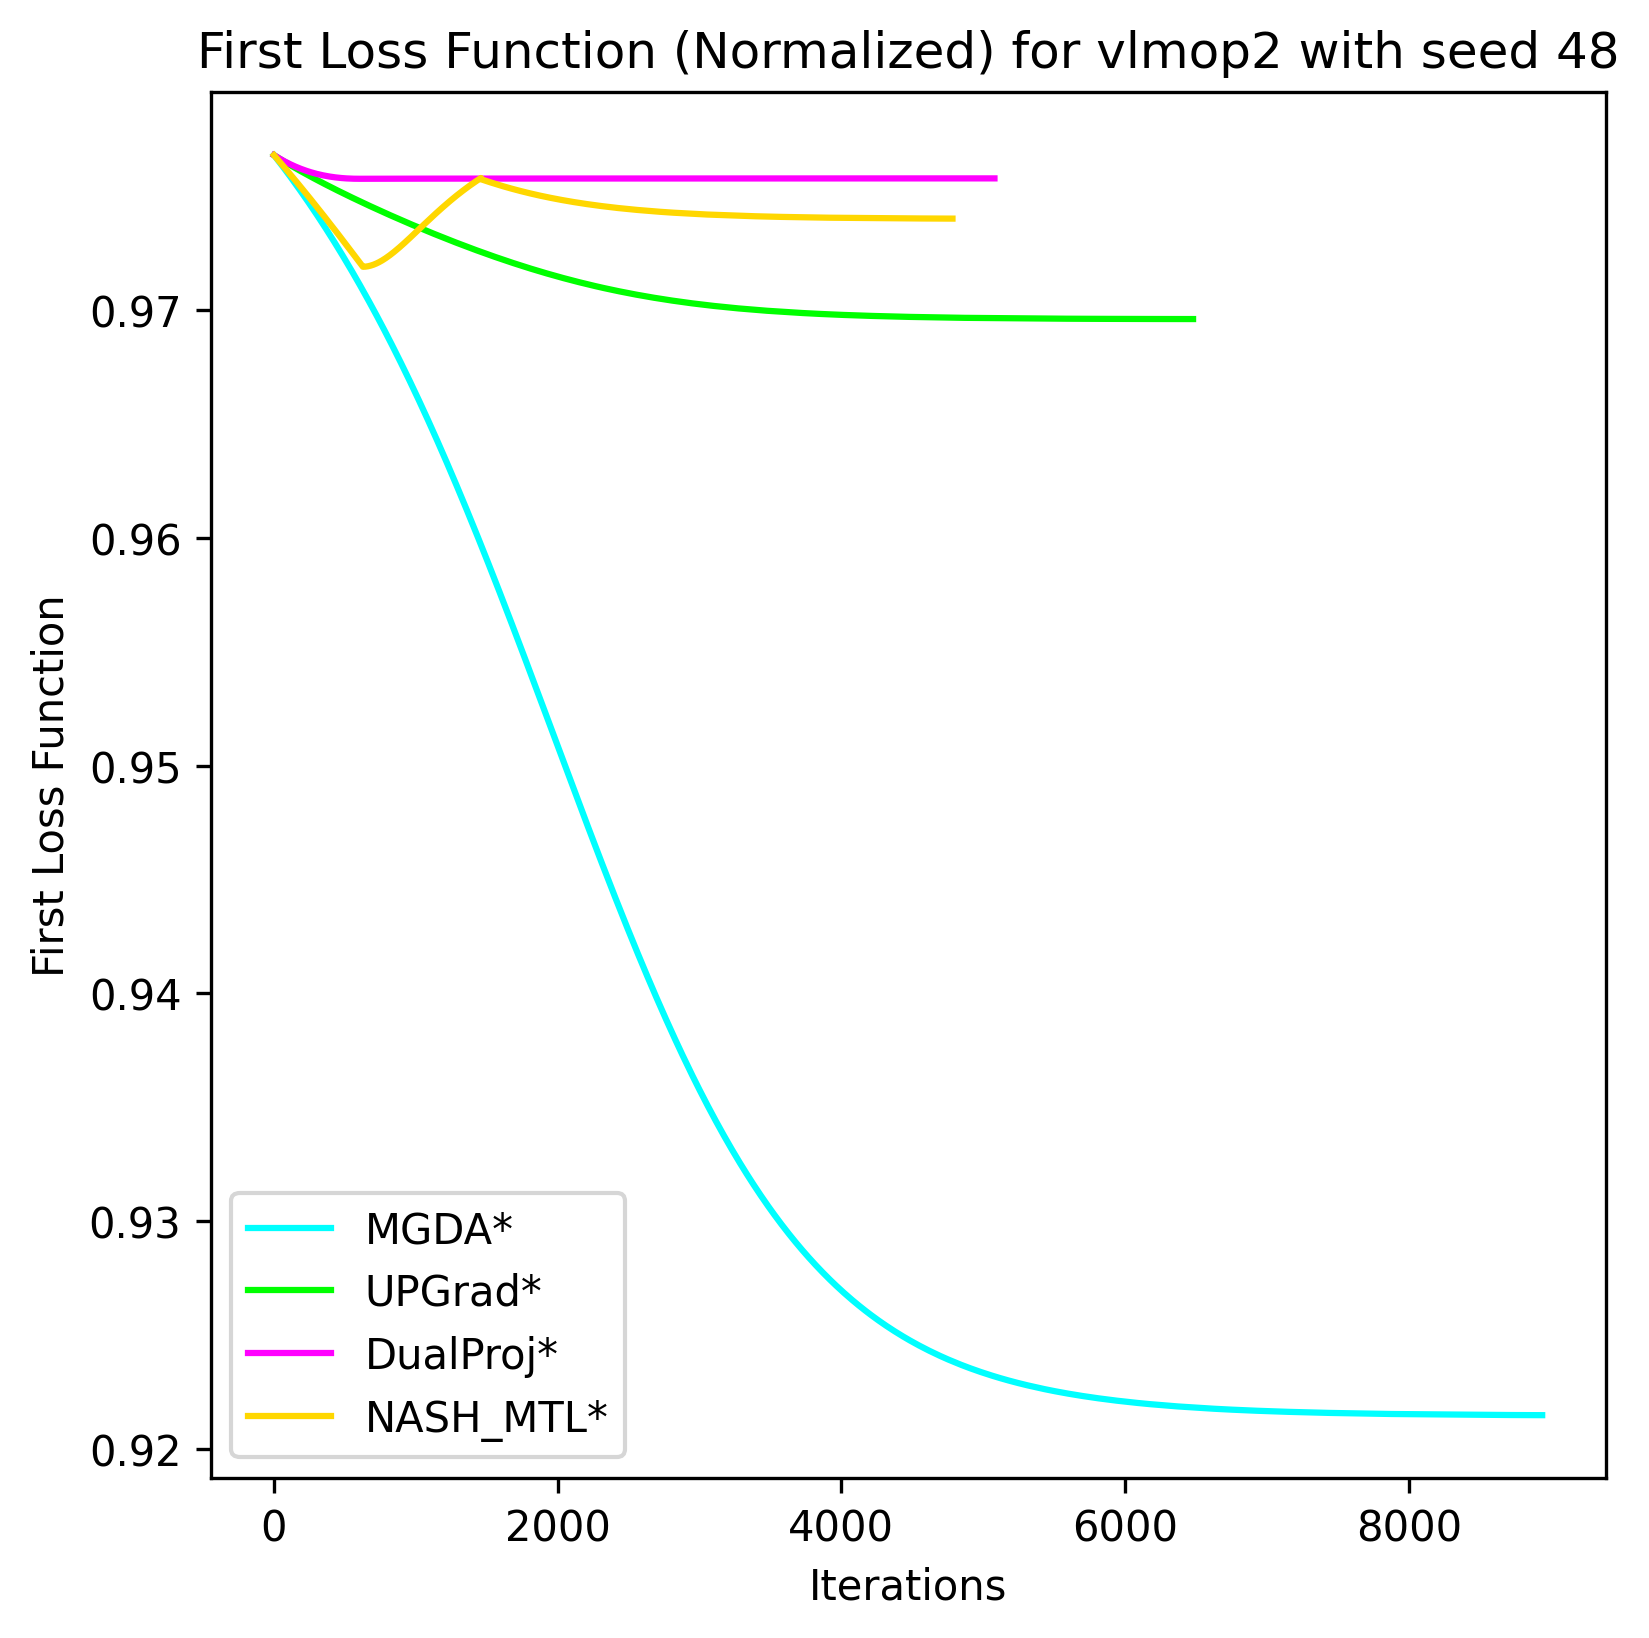 First Loss Function (Normalized) for vlmop2 with seed 48
First Loss Function
0.97
0.96
0.95
0.94
0.93
0.92
MGDA*
UPGrad*
DualProj*
NASH_MTL*
0
2000
4000
6000
8000
Iterations